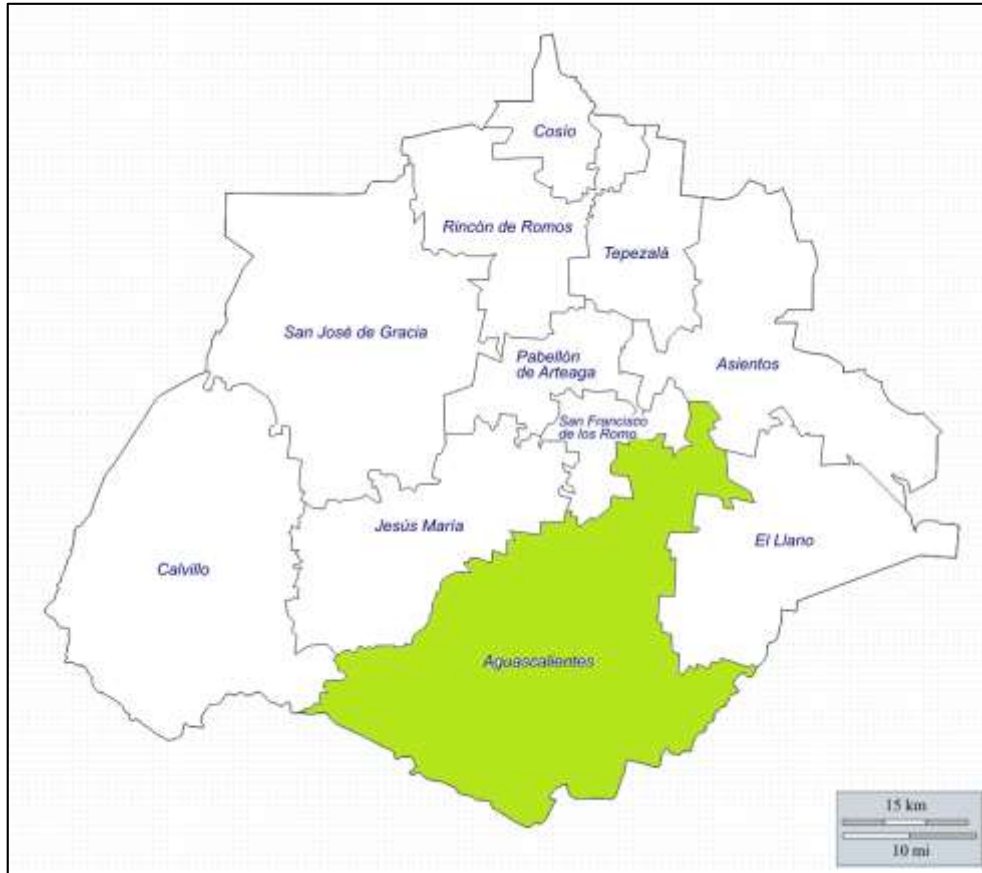 Cosío
Rincón de Romos
Tepezalá
San José de Gracia
Pabellón
de Arteaga
Asientos
San Francisco
de los Romo
Jesús María
El Llano
Calvillo
Aguascalientes
15 km
10 mi